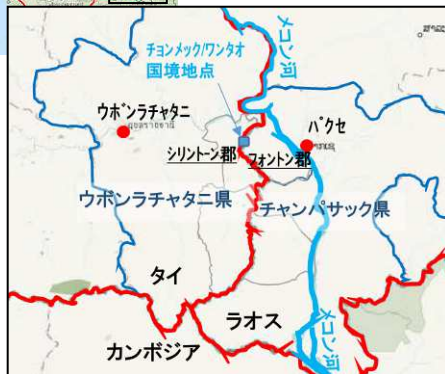 メコン河
チョンメック/ワンタオ
国境地点
ウボンラチャタニ
パクセ
シリントーン郡
フォントン郡
ウボンラチャタニ県
チャンパサック県
タイ
ラオス
カンボジア
メコン河